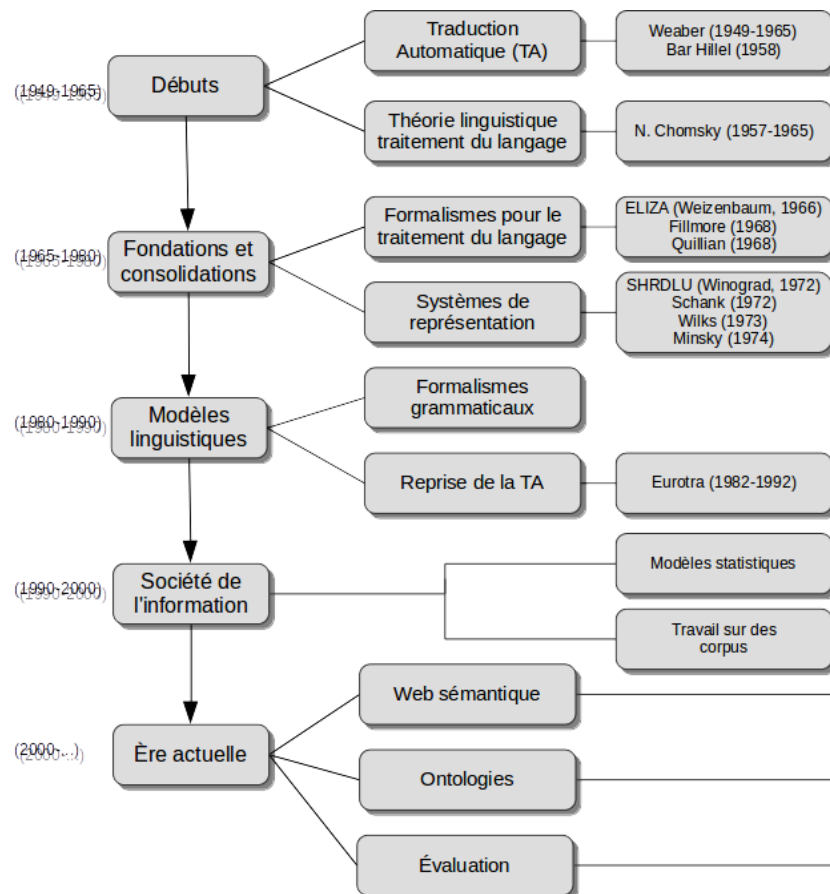 (1949-1965)
Débuts
Traduction
Automatique (TA)
Weaber (1949-1965)
Bar Hillel (1958)
Théorie linguistique
traitement du langage
N. Chomsky (1957-1965)
(1965-1980)
Fondations et
consolidations
Formalismes pour le
traitement du langage
ELIZA (Weizenbaum, 1966)
Fillmore (1968)
Quillian (1968)
Systèmes de
représentation
SHRDLU (Winograd, 1972)
Schank (1972)
Wilks (1973)
Minsky (1974)
(1980-1990)
Modèles
linguistiques
Formalismes
grammaticaux
Reprise de la TA
Eurotra (1982-1992)
(1990-2000)
Société de
l'information
Modèles statistiques
Travail sur des
corpus
(2000-...)
Ère actuelle
Web sémantique
Ontologies
Évaluation